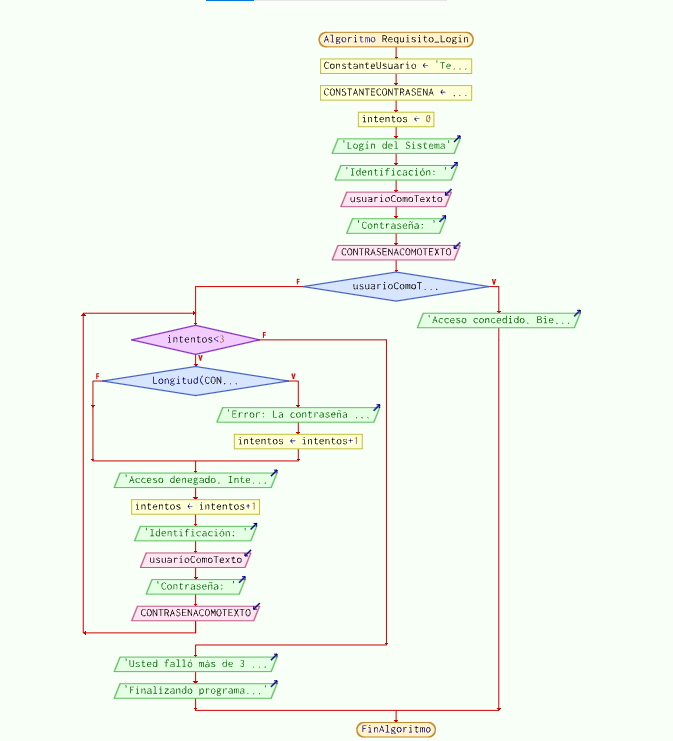 Algoritmo Requisito_Login
ConstanteUsuario ← 'Te...
CONSTANTECONTRASENA ← ...
intentos ← 0
'Login del Sistema'
'Identificación: '
usuarioComoTexto
'Contraseña: '
CONTRASENACOMOTEXTO
usuarioComoT...
F
V
'Acceso concedido, Bie...
intentos<3
F
V
Longitud(CON...
F
V
'Error: La contraseña ...
intentos ← intentos+1
'Acceso denegado, Inte...
intentos ← intentos+1
'Identificación: '
usuarioComoTexto
'Contraseña: '
CONTRASENACOMOTEXTO
'Usted falló más de 3 ...
'Finalizando programa...'
FinAlgoritmo